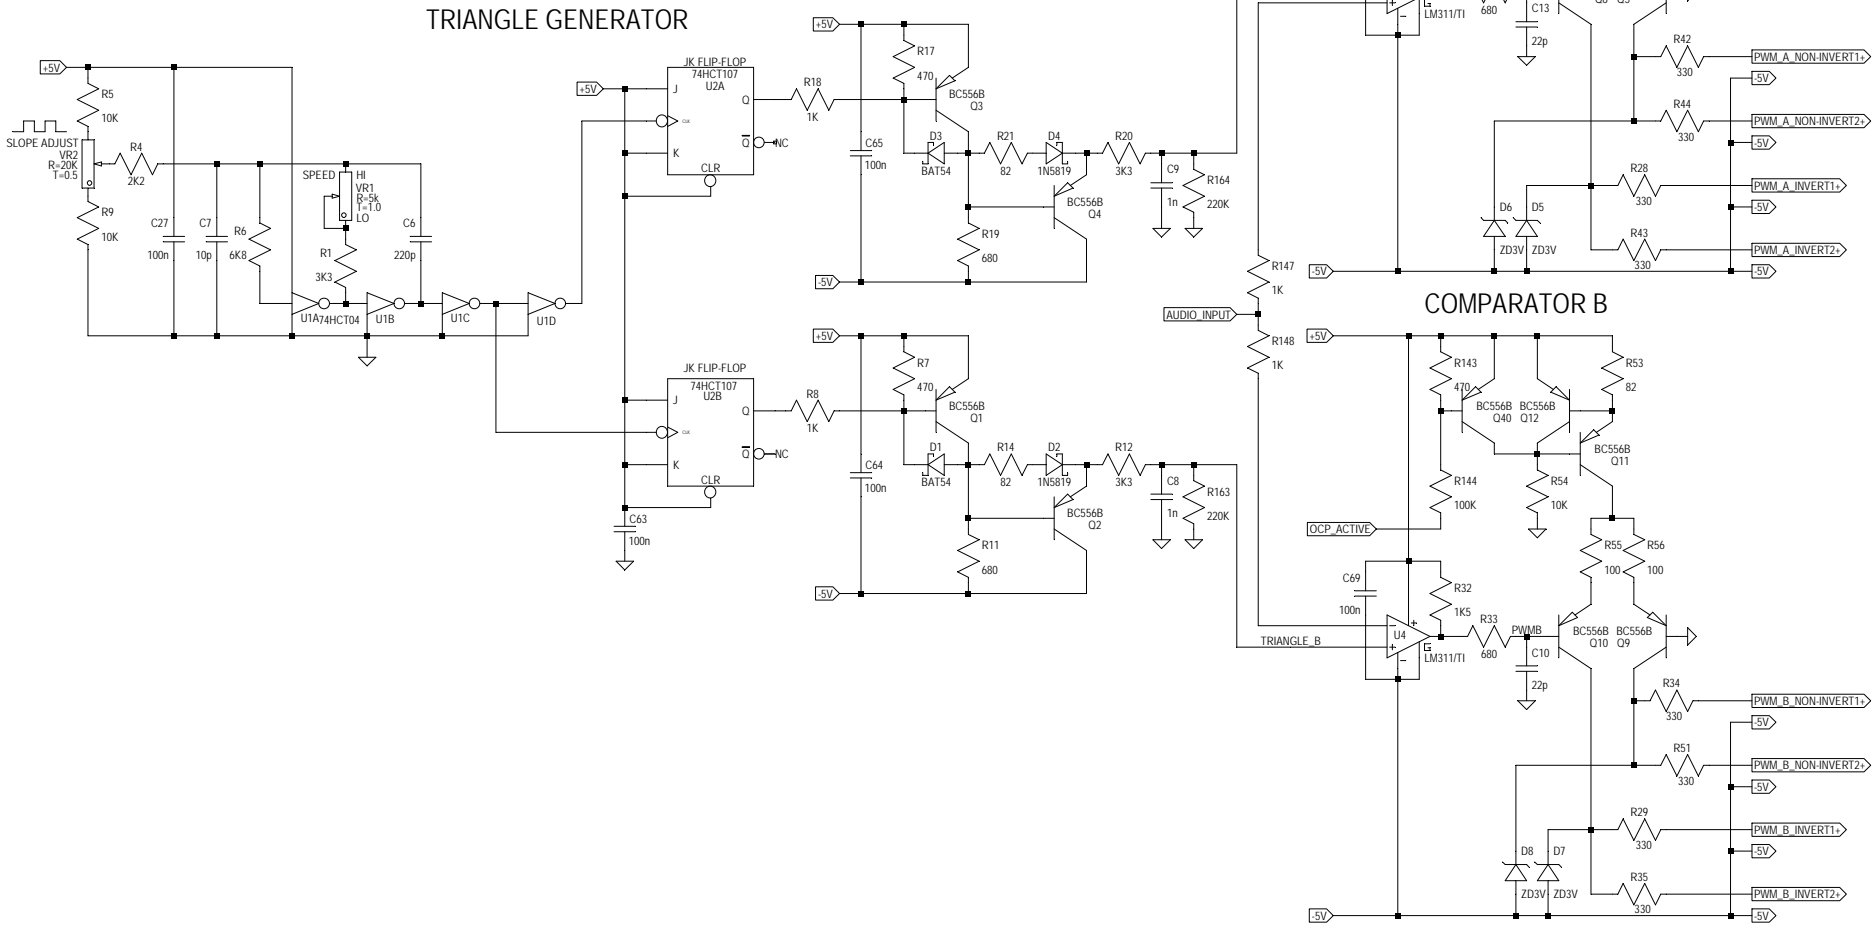 TRIANGLE GENERATOR
+5V
R5
10K
SLOPE ADJUST
VR2
R=20K
T=0.5
R4
2K2
R9
10K
C27
100n
C7
10p
R6
6K8
SPEED
HI
VR1
R=5k
T=1.0
LO
R1
3K3
C6
220p
U1A
74HCT04
U1B
U1C
U1D
+5V
JK FLIP-FLOP
74HCT107
U2A
J
Q
CLK
K
Q
NC
CLR
R18
1K
+5V
R17
470
BC556B
Q3
C65
100n
D3
BAT54
R21
82
D4
1N5819
R20
3K3
BC556B
Q4
C9
1n
R164
220K
R19
680
-5V
JK FLIP-FLOP
74HCT107
U2B
J
Q
CLK
K
Q
NC
CLR
C63
100n
R8
1K
+5V
R7
470
BC556B
Q1
C64
100n
D1
BAT54
R14
82
D2
1N5819
R12
3K3
BC556B
Q2
C8
1n
R163
220K
R11
680
-5V
AUDIO_INPUT
R147
1K
R148
1K
TRIANGLE_B
LM311/TI
680
C13
22p
R42
330
PWM_A_NON-INVERT1+
-5V
R44
330
PWM_A_NON-INVERT2+
-5V
R28
330
PWM_A_INVERT1+
-5V
D6
ZD3V
D5
ZD3V
R43
330
PWM_A_INVERT2+
-5V
-5V
COMPARATOR B
+5V
R143
470
BC556B
Q40
BC556B
Q12
R53
82
BC556B
Q11
R144
100K
R54
10K
OCP_ACTIVE
R55
100
R56
100
C69
100n
R32
1K5
U4
LM311/TI
R33
680
PWMB
C10
22p
BC556B
Q10
BC556B
Q9
R34
330
PWM_B_NON-INVERT1+
-5V
R51
330
PWM_B_NON-INVERT2+
-5V
R29
330
PWM_B_INVERT1+
-5V
D8
ZD3V
D7
ZD3V
R35
330
PWM_B_INVERT2+
-5V
-5V